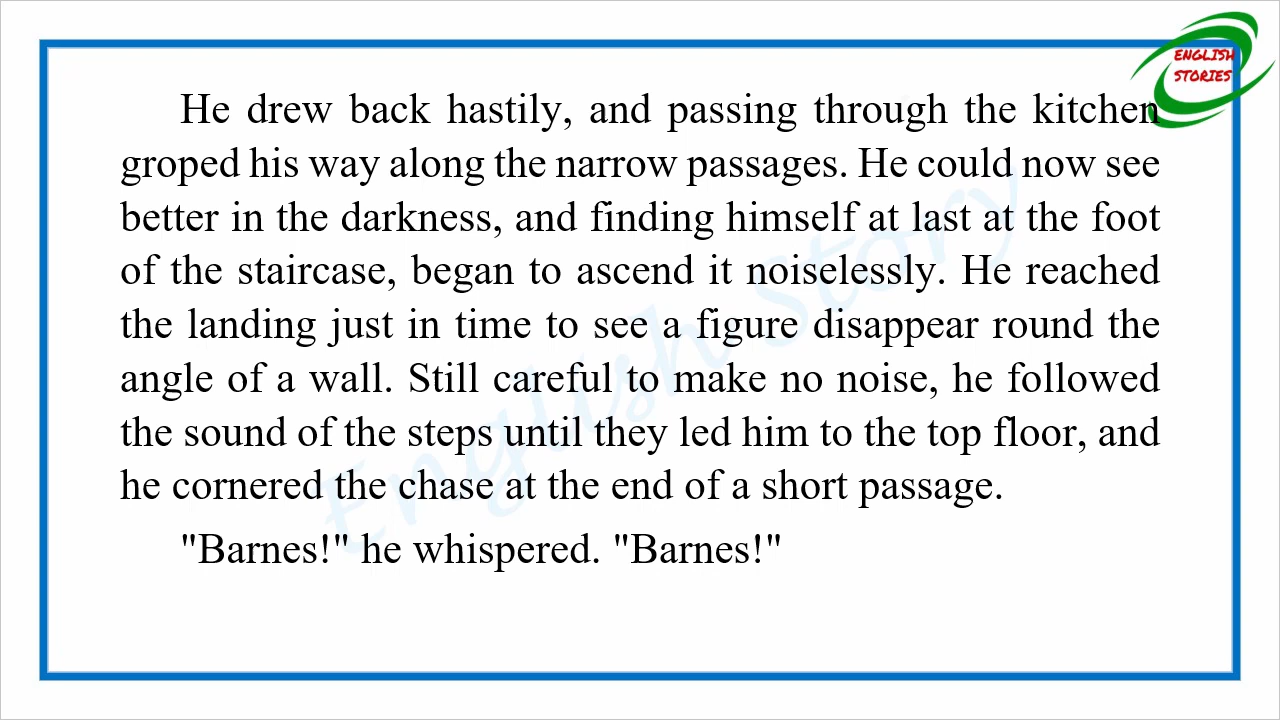 ENGLISH
STORIES
He drew back hastily, and passing through the kitchen
groped his way along the narrow passages. He could now see
better in the darkness, and finding himself at last at the foot
of the staircase, began to ascend it noiselessly. He reached
the landing just in time to see a figure disappear round the
angle of a wall. Still careful to make no noise, he followed
the sound of the steps until they led him to the top floor, and
he cornered the chase at the end of a short passage.
"Barnes!" he whispered. "Barnes!"
English Story